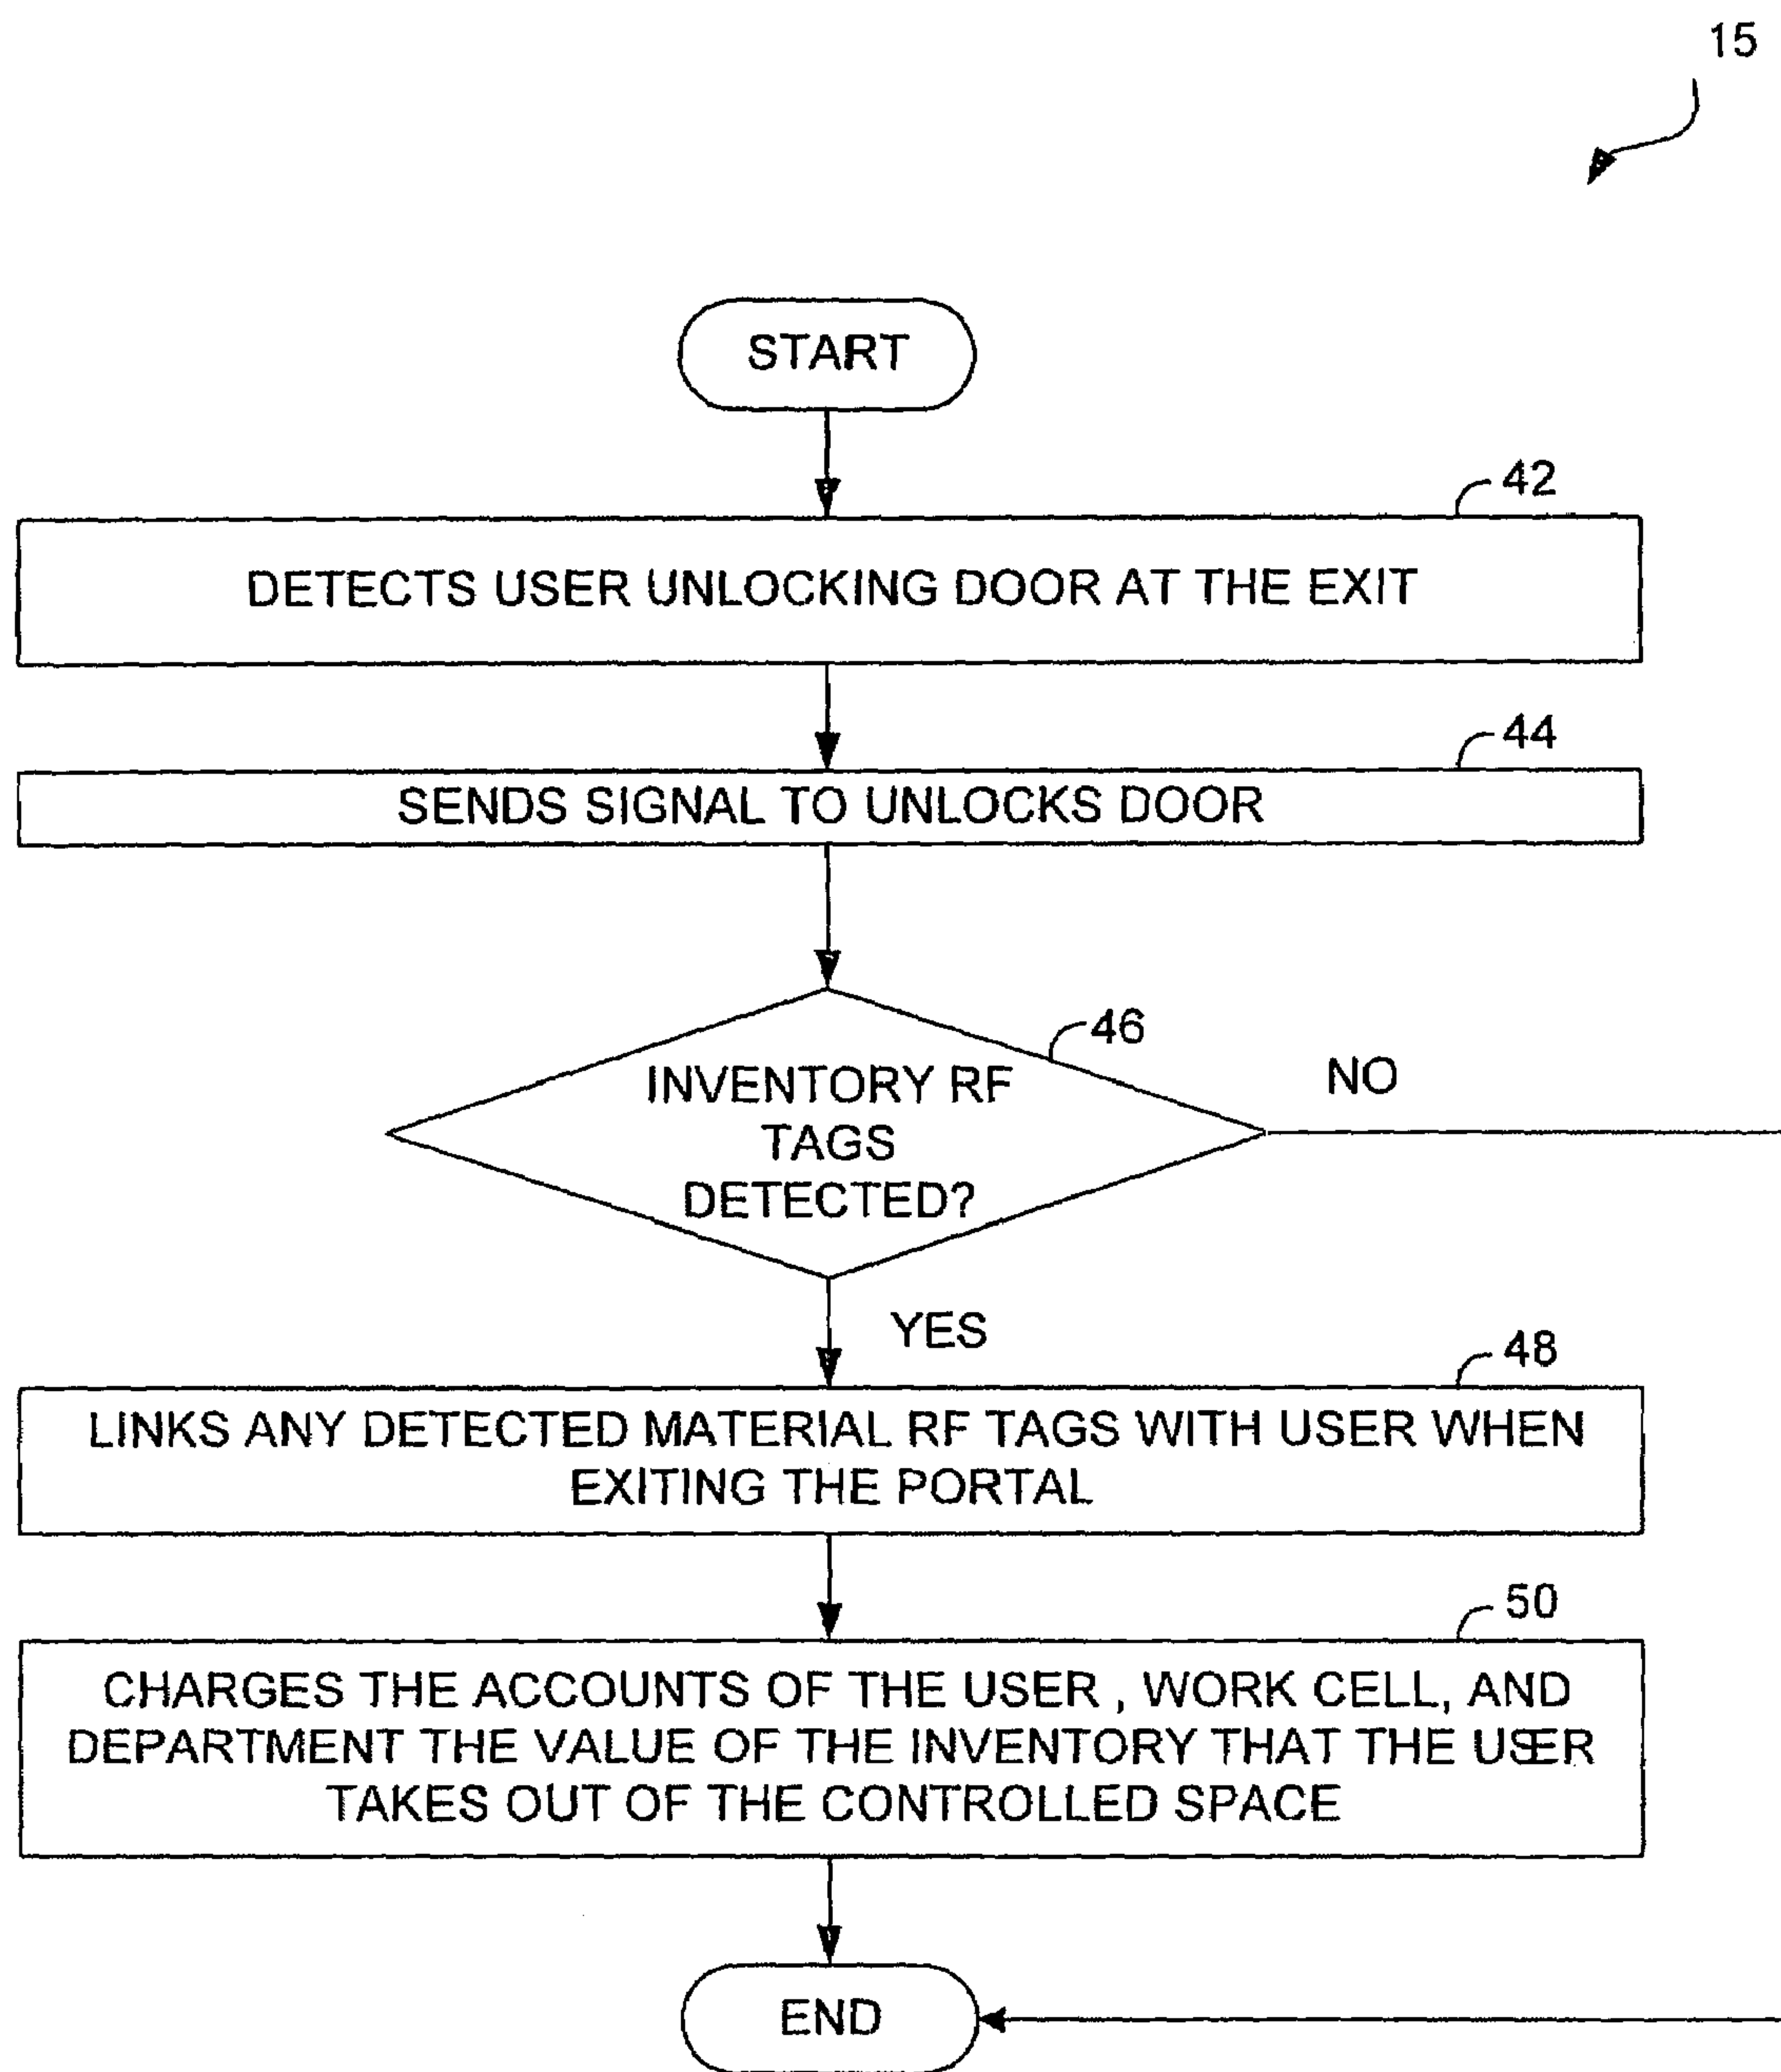 15
START
42
DETECTS USER UNLOCKING DOOR AT THE EXIT
44
SENDS SIGNAL TO UNLOCKS DOOR
46
INVENTORY RF
TAGS
DETECTED?
NO
YES
48
LINKS ANY DETECTED MATERIAL RF TAGS WITH USER WHEN
EXITING THE PORTAL
50
CHARGES THE ACCOUNTS OF THE USER , WORK CELL, AND
DEPARTMENT THE VALUE OF THE INVENTORY THAT THE USER
TAKES OUT OF THE CONTROLLED SPACE
END